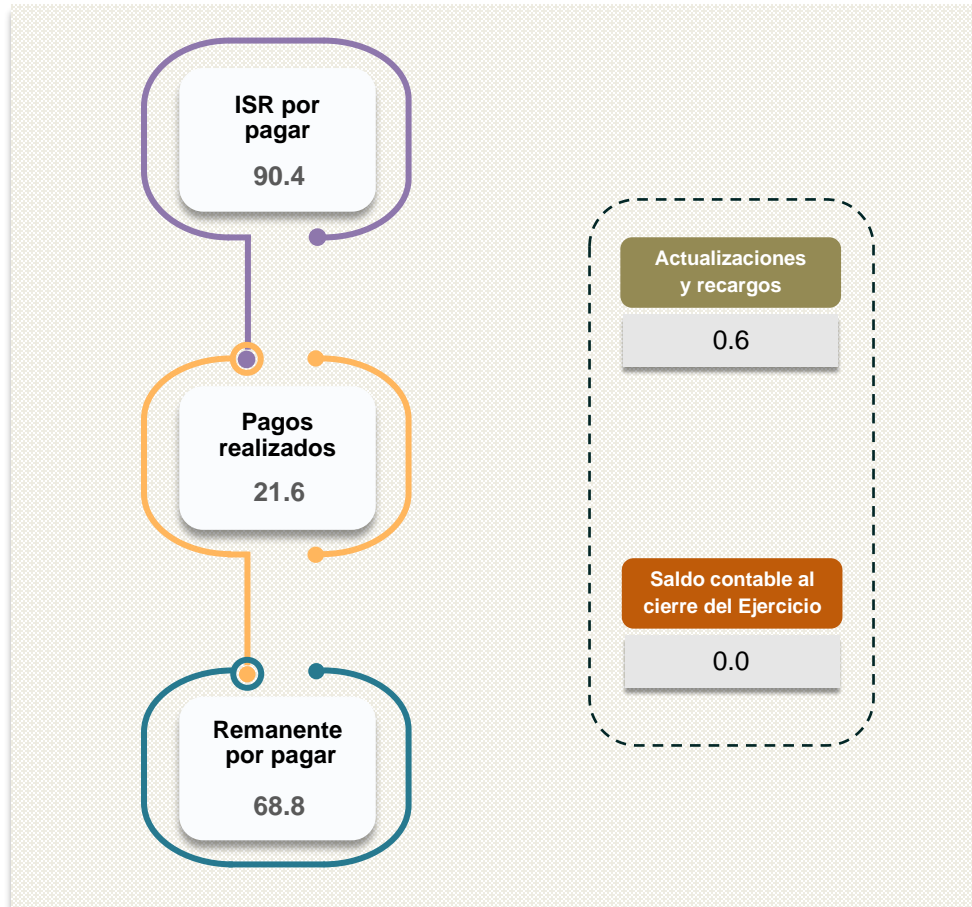 ISR por
pagar
90.4
Pagos
realizados
21.6
Remanente
por pagar
68.8
Actualizaciones
y recargos
0.6
Saldo contable al
cierre del Ejercicio
0.0